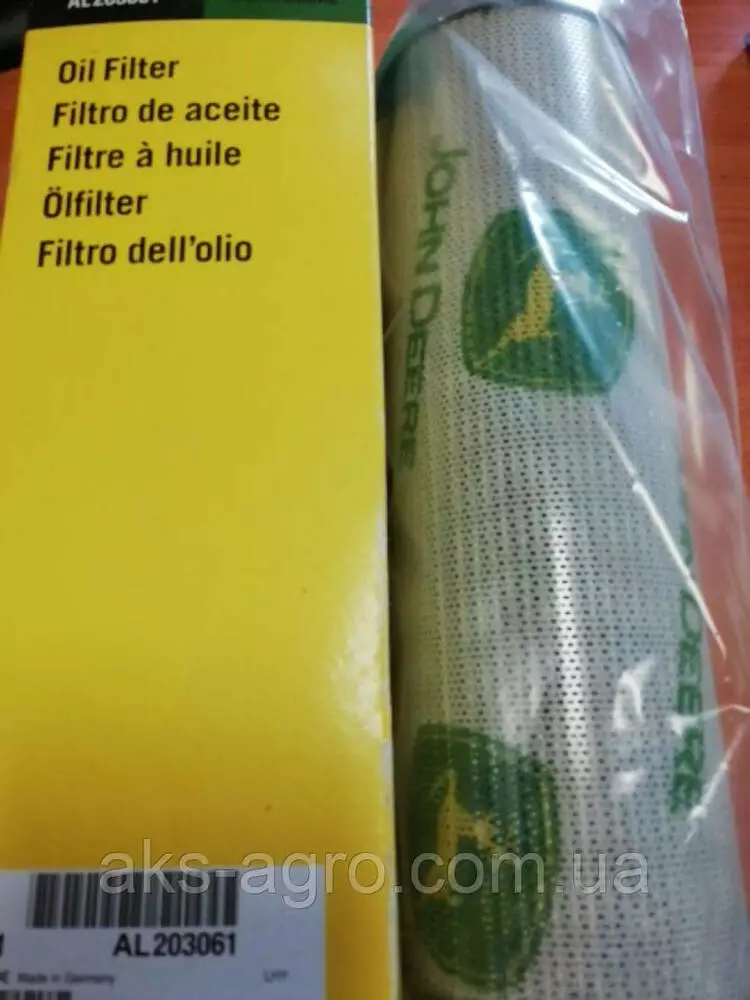 AL203061
Oil Filter
Filtro de aceite
Filtre à huile
Ölfilter
Filtro dell'olio
JOHN DEERE
DEERE
aks-agro.com.ua
AL203061
Made in Germany